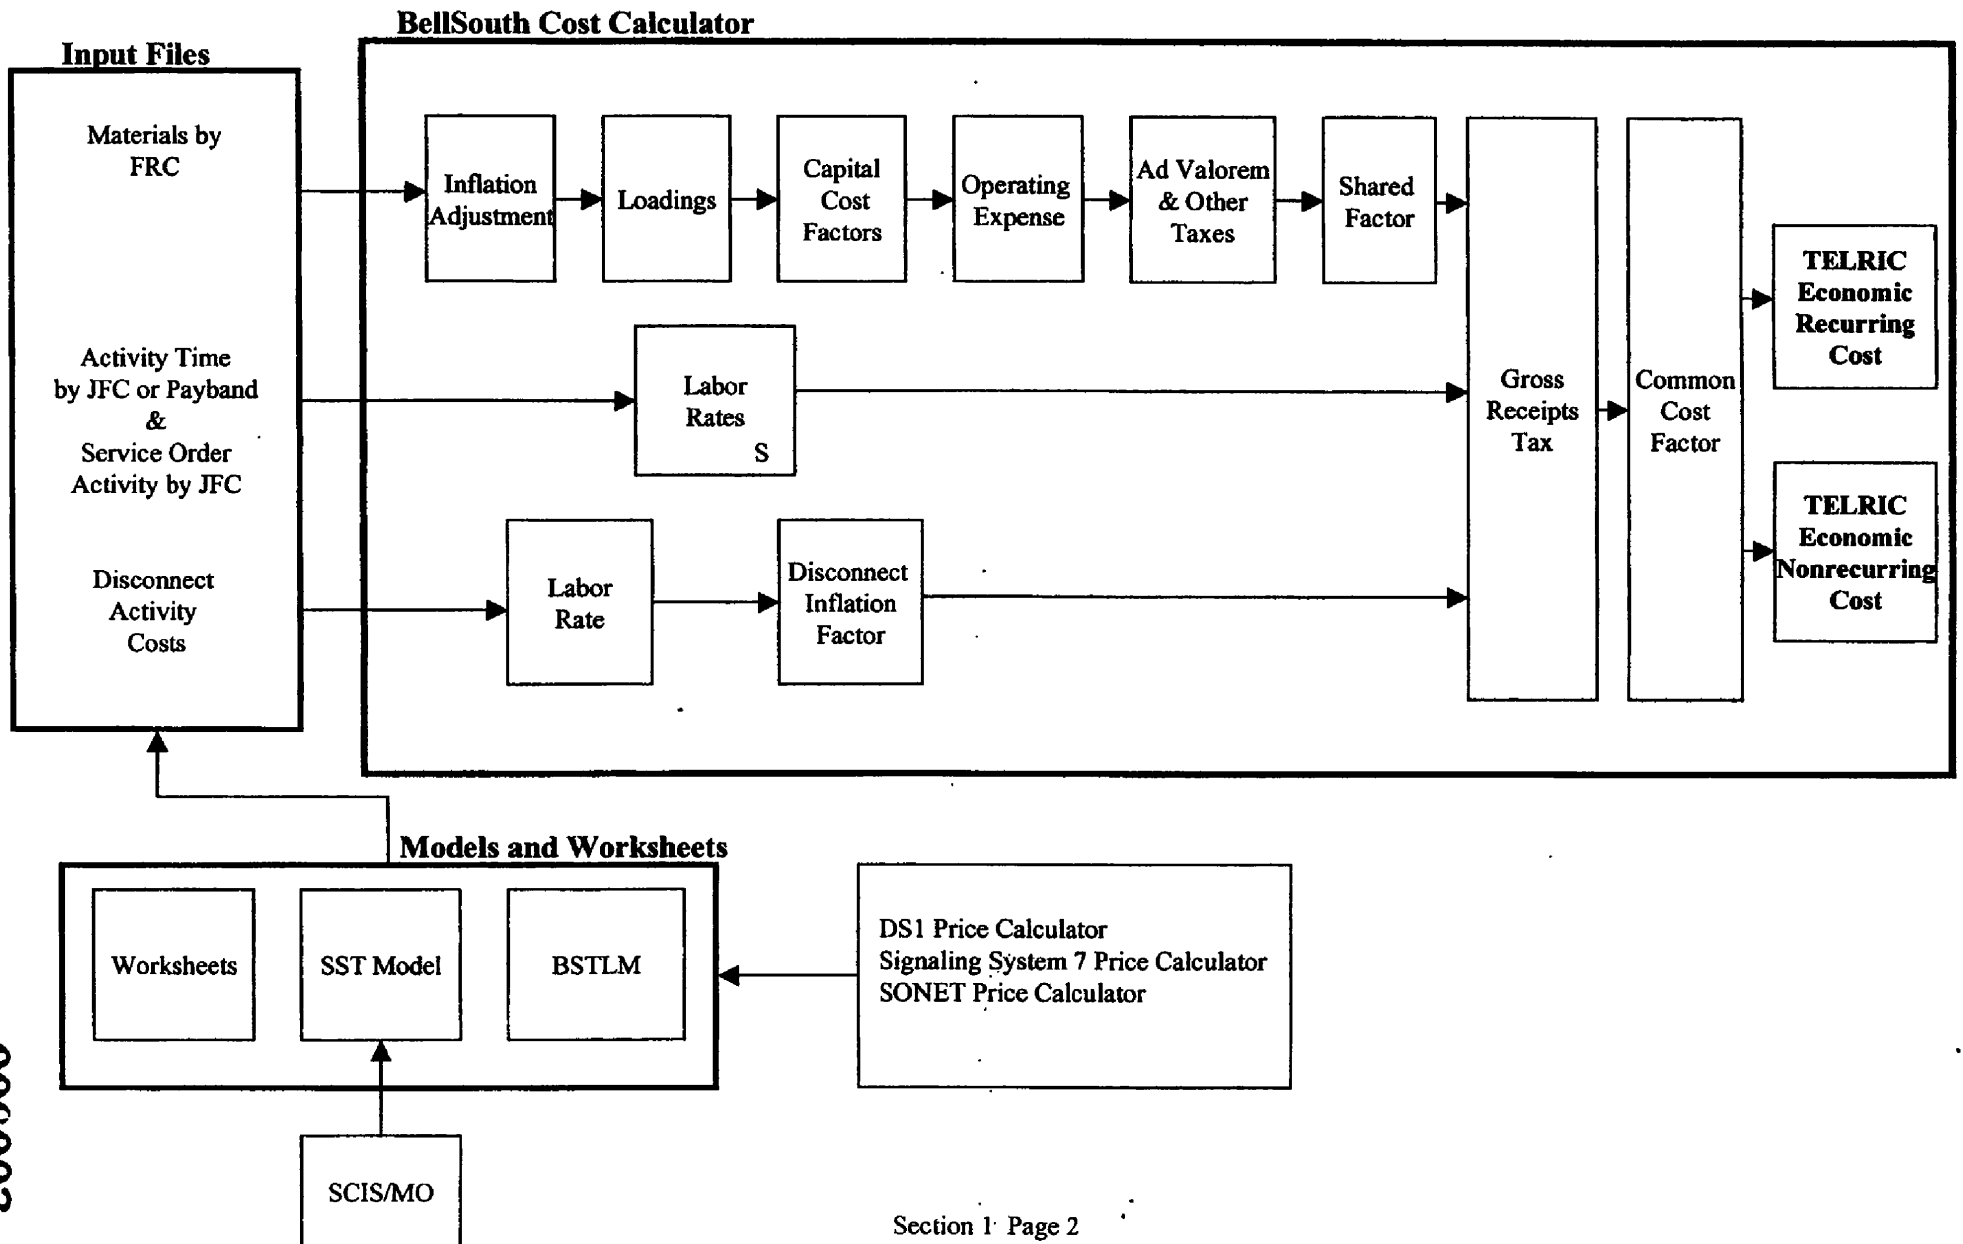 BellSouth Cost Calculator
Input Files
Materials by
FRC
Activity Time
by JFC or Payband
&
Service Order
Activity by JFC
Disconnect
Activity
Costs
Inflation
Adjustment
Loadings
Capital
Cost
Factors
Operating
Expense
Ad Valorem
& Other
Taxes
Shared
Factor
Labor
Rates
S
Labor
Rate
Disconnect
Inflation
Factor
Gross
Receipts
Tax
Common
Cost
Factor
TELRIC
Economic
Recurring
Cost
TELRIC
Economic
Nonrecurring
Cost
Models and Worksheets
Worksheets
SST Model
BSTLM
DS1 Price Calculator
Signaling System 7 Price Calculator
SONET Price Calculator
SCIS/MO
Section 1 Page 2